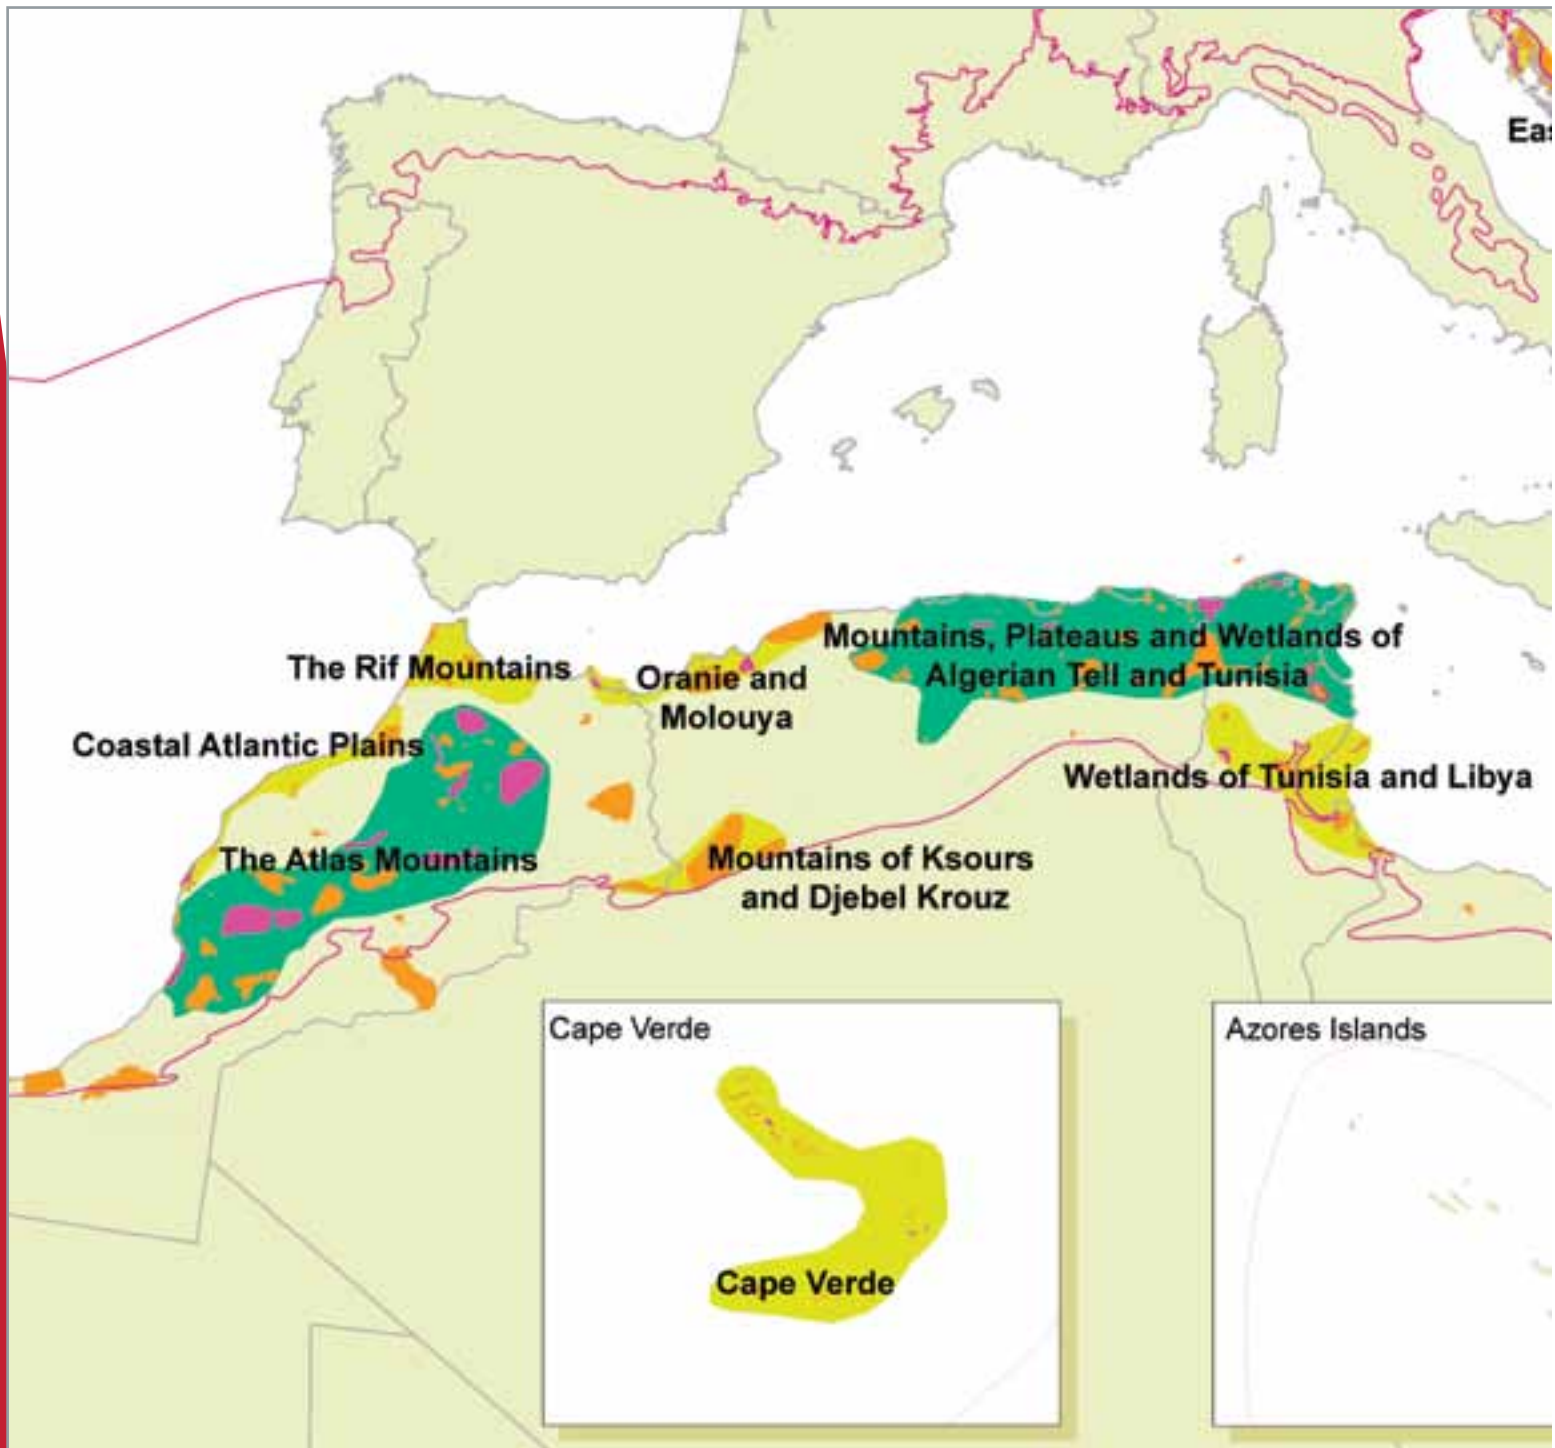 Eas
The Rif Mountains
Oranie and
Molouya
Mountains, Plateaus and Wetlands of
Algerian Tell and Tunisia
Coastal Atlantic Plains
Wetlands of Tunisia and Libya
The Atlas Mountains
Mountains of Ksours
and Djebel Krouz
Cape Verde
Cape Verde
Azores Islands